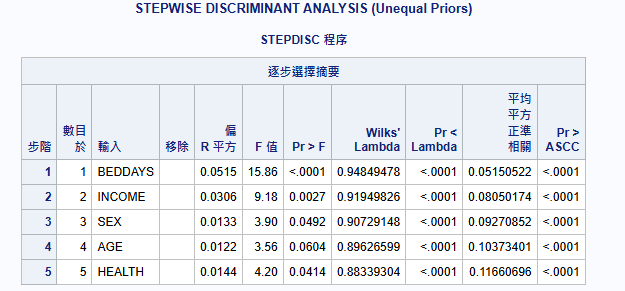 STEPWISE DISCRIMINANT ANALYSIS (Unequal Priors)
STEPDISC 程序
逐步選擇摘要
步階 數目於 輸入 移除 偏 R 平方 F 值 Pr > F Wilks' Lambda Pr < Lambda 平均平方正準相關 Pr > ASCC
1 1 BEDDAYS 0.0515 15.86 <.0001 0.94849478 <.0001 0.05150522 <.0001
2 2 INCOME 0.0306 9.18 0.0027 0.91949826 <.0001 0.08050174 <.0001
3 3 SEX 0.0133 3.90 0.0492 0.90729148 <.0001 0.09270852 <.0001
4 4 AGE 0.0122 3.56 0.0604 0.89626599 <.0001 0.10373401 <.0001
5 5 HEALTH 0.0144 4.20 0.0414 0.88339304 <.0001 0.11660696 <.0001